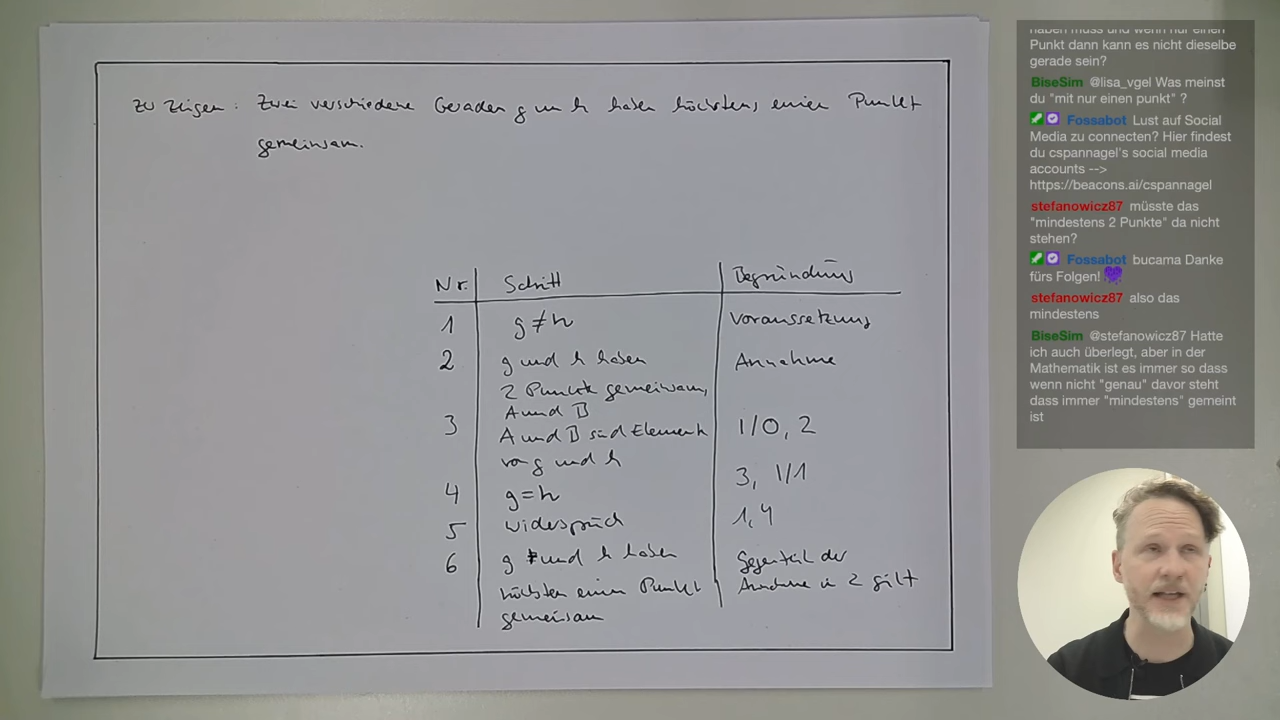 zu zeigen: Zwei verschiedene Geraden g und h haben höchstens einen Punkt
gemeinsam.
Nr. Schritt Begründung
1 g ≠ h Voraussetzung
2 g und h haben Annahme
2 Punkte gemeinsam,
A und B
3 A und B sind Element 1/0, 2
von g und h
4 g = h 3, 1/1
5 Widerspruch 1,4
6 g und h haben Gegenteil der
höchsten einen Punkt Annahme in 2 gilt
gemeinsam
haben muss und wenn nur einen
Punkt dann kann es nicht dieselbe
gerade sein?
BiseSim @lisa_vgel Was meinst
du "mit nur einen punkt" ?
Fossabot Lust auf Social
Media zu connecten? Hier findest
du cspannagel's social media
accounts -->
https://beacons.ai/cspannagel
stefanowicz87 müsste das
"mindestens 2 Punkte" da nicht
stehen?
Fossabot bucama Danke
fürs Folgen!
stefanowicz87 also das
mindestens
BiseSim @stefanowicz87 Hatte
ich auch überlegt, aber in der
Mathematik ist es immer so dass
wenn nicht "genau" davor steht
dass immer "mindestens" gemeint
ist